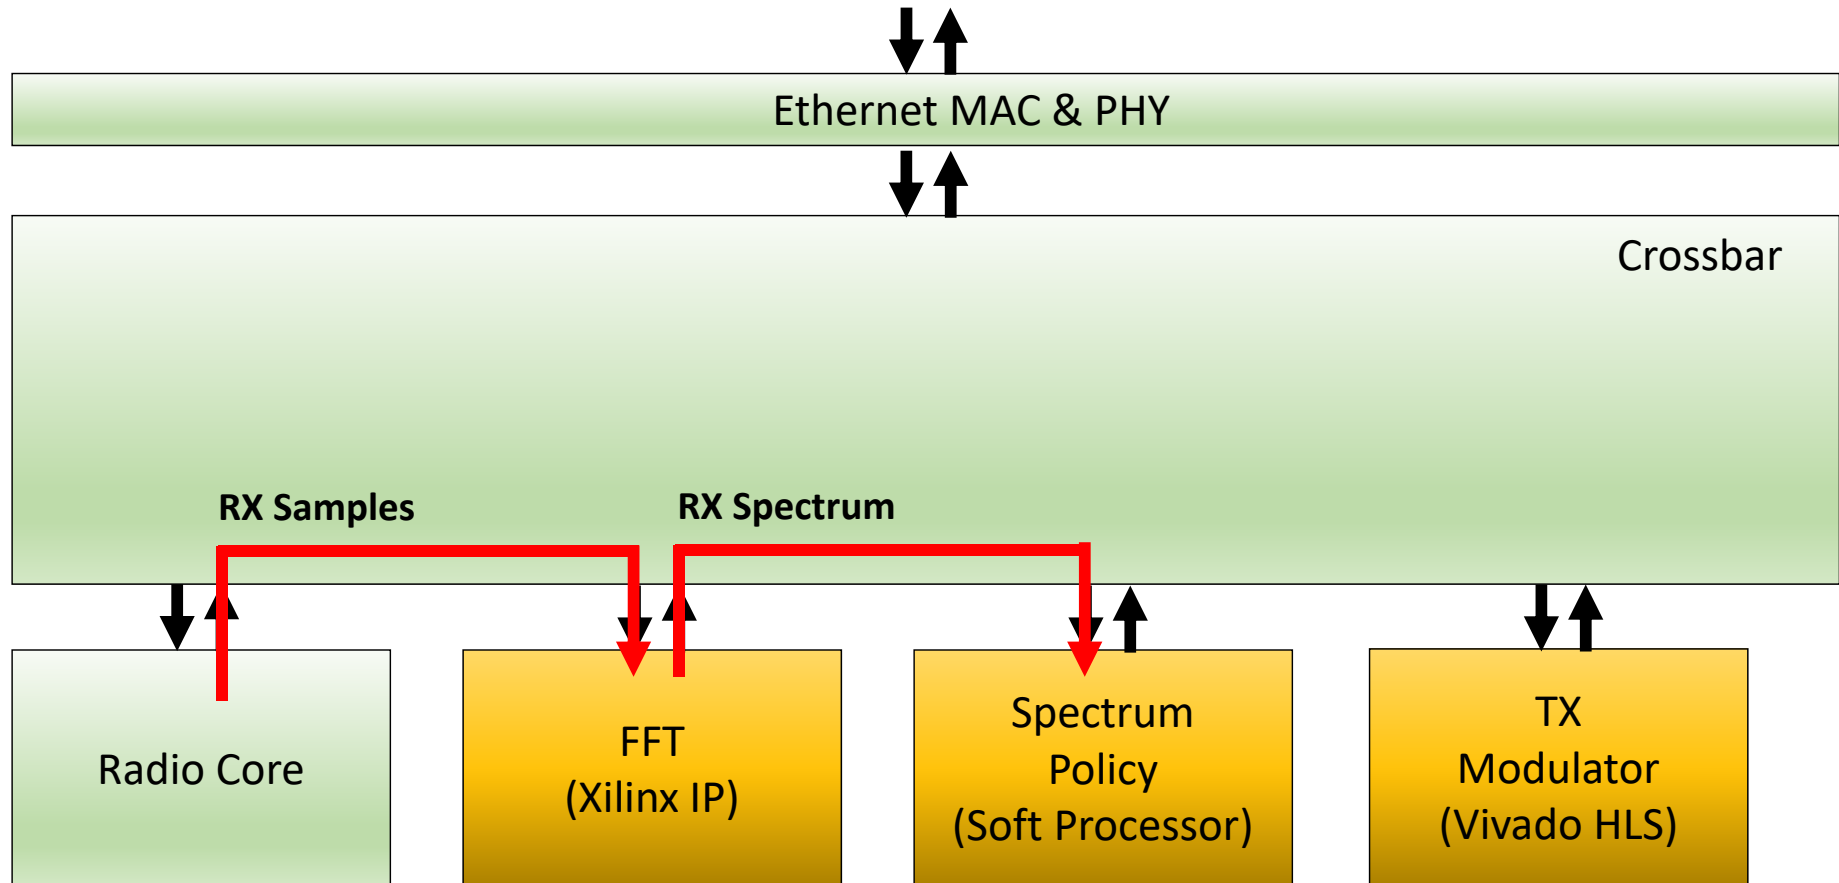 Ethernet MAC & PHY
Crossbar
RX Samples
RX Spectrum
Radio Core
FFT
(Xilinx IP)
Spectrum
Policy
(Soft Processor)
TX
Modulator
(Vivado HLS)